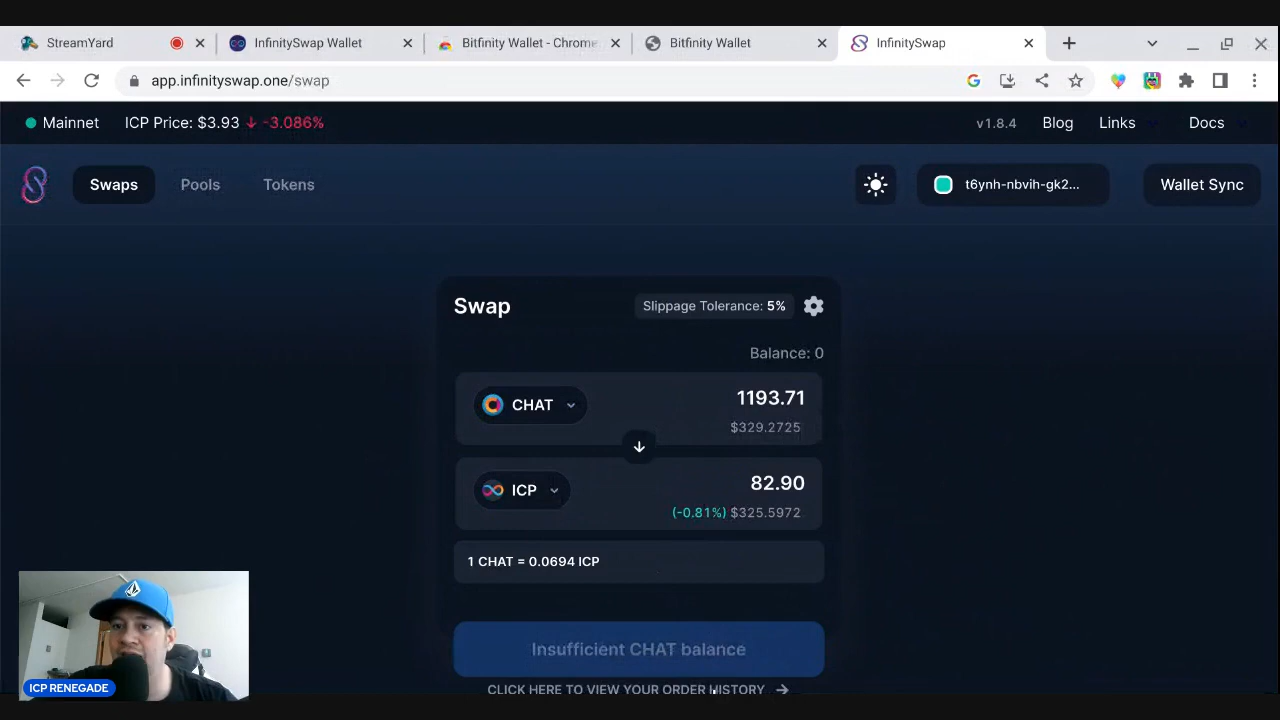 StreamYard
InfinitySwap Wallet
Bitfinity Wallet - Chrome
Bitfinity Wallet
InfinitySwap
app.infinityswap.one/swap
Mainnet
ICP Price: $3.93 ↓ -3.086%
v1.8.4
Blog
Links
Docs
Swaps
Pools
Tokens
t6ynh-nbvih-gk2...
Wallet Sync
Swap
Slippage Tolerance: 5%
Balance: 0
CHAT
1193.71
$329.2725
ICP
82.90
(-0.81%) $325.5972
1 CHAT = 0.0694 ICP
Insufficient CHAT balance
CLICK HERE TO VIEW YOUR ORDER HISTORY →
ICP RENEGADE